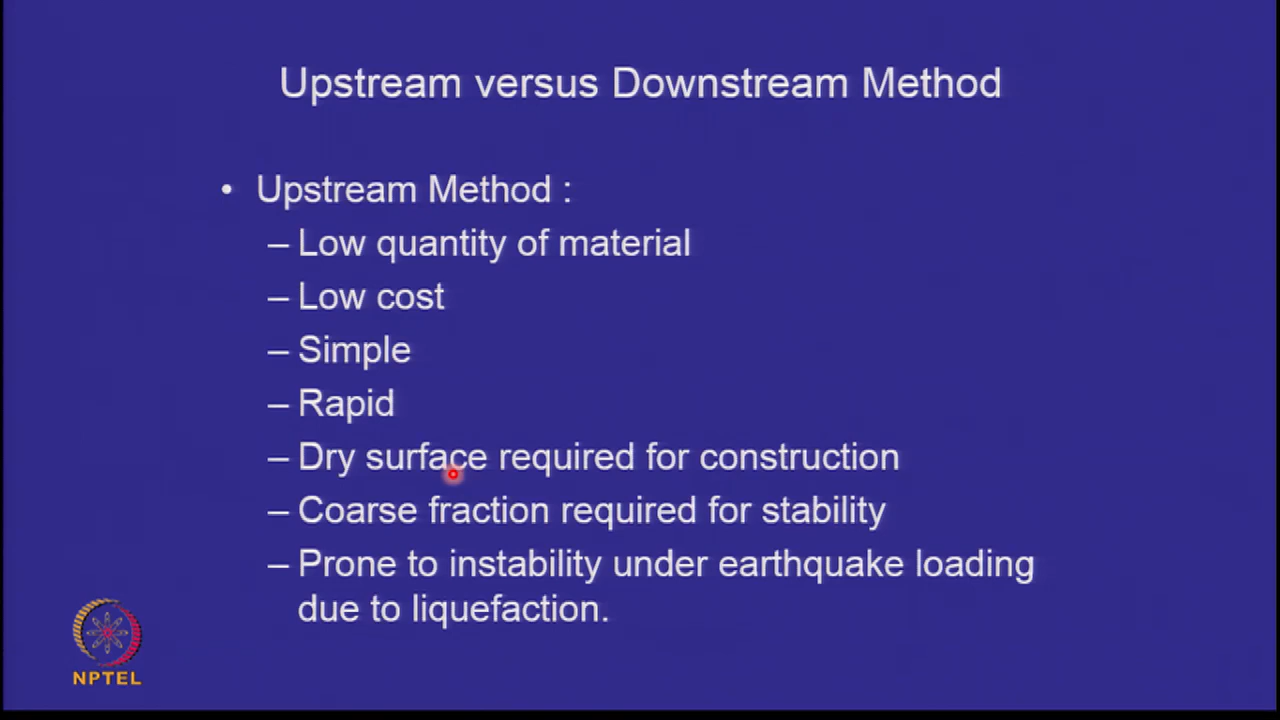 Upstream versus Downstream Method
• Upstream Method :
– Low quantity of material
– Low cost
– Simple
– Rapid
– Dry surface required for construction
– Coarse fraction required for stability
– Prone to instability under earthquake loading
due to liquefaction.
NPTEL